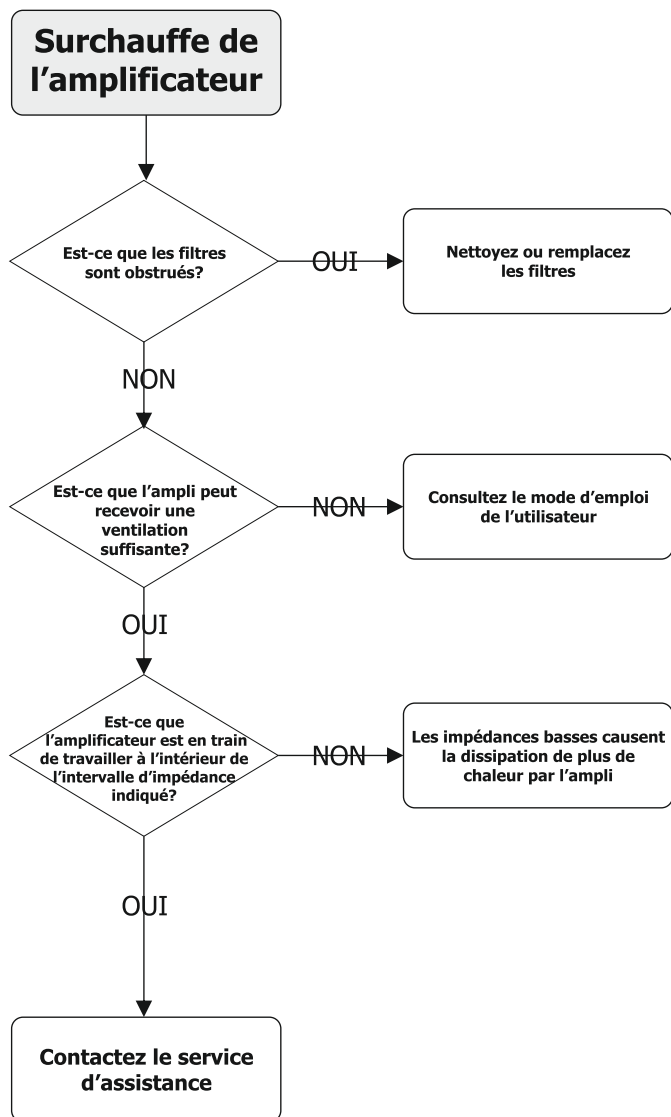 Surchauffe de
l'amplificateur
Est-ce que les filtres
sont obstrués?
OUI
Nettoyez ou remplacez
les filtres
NON
Est-ce que l'ampli peut
recevoir une
ventilation
suffisante?
NON
Consultez le mode d'emploi
de l'utilisateur
OUI
Est-ce que
l'amplificateur est en train
de travailler à l'intérieur de
l'intervalle d'impédance
indiqué?
NON
Les impédances basses causent
la dissipation de plus de
chaleur par l'ampli
OUI
Contactez le service
d'assistance